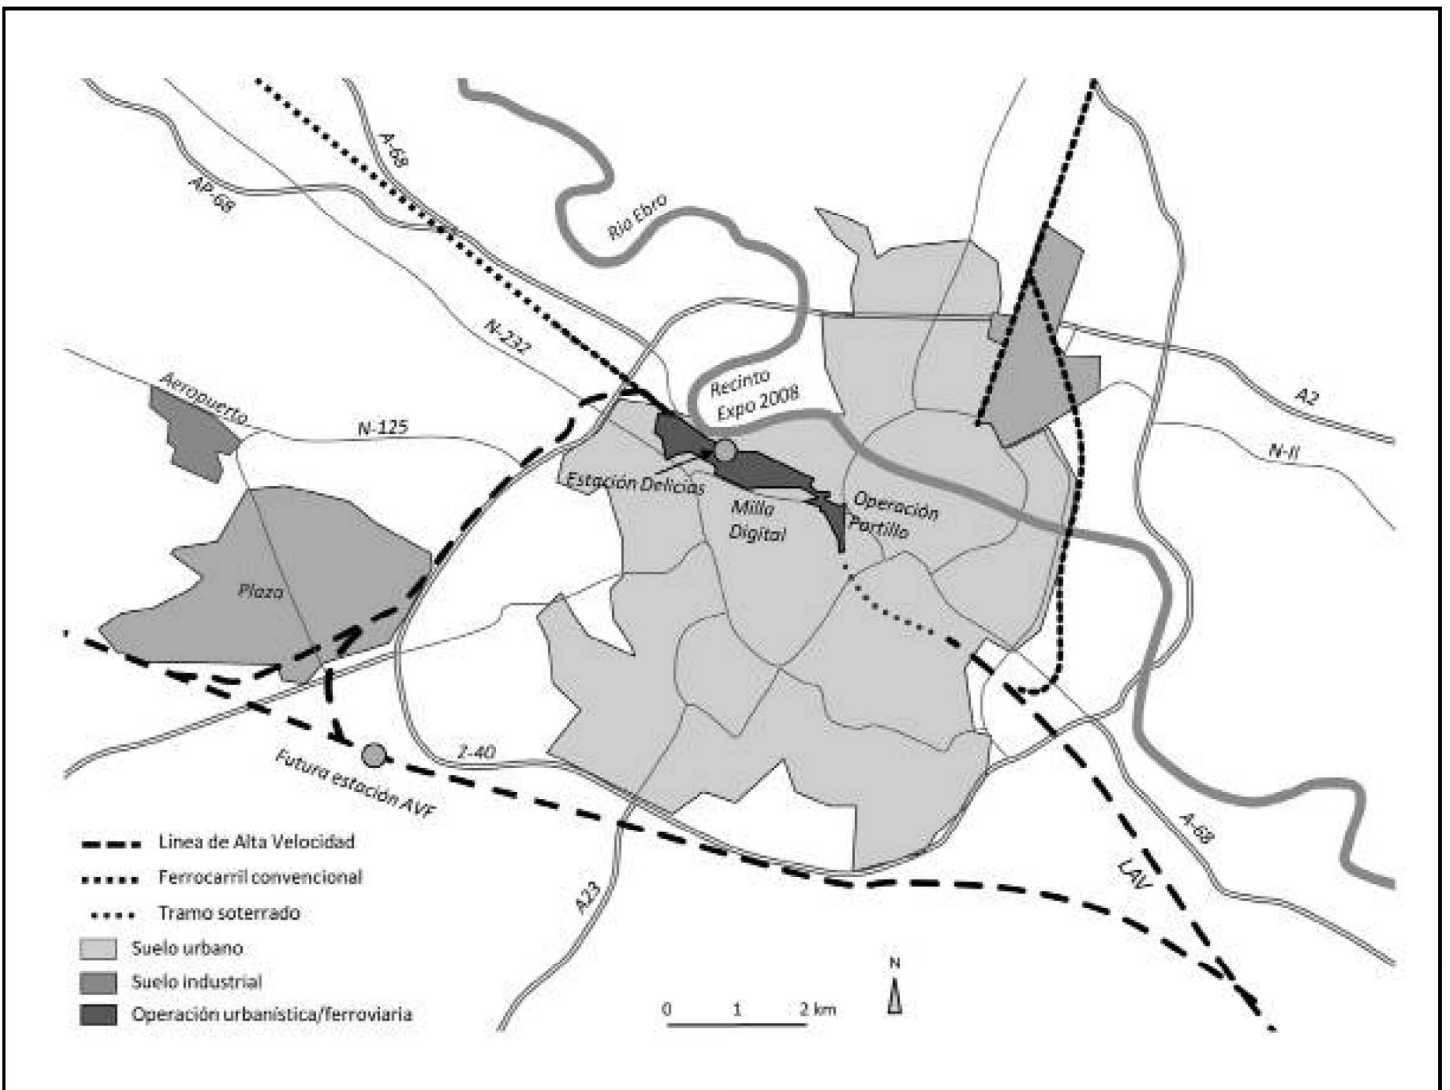 A-68
AP-68
Rio Ebro
N-232
Aeropuerto
N-125
Recinto
Expo 2008
A2
N-II
Estación Delicias
Milla
Digital
Operación
Portillo
Plaza
Z-40
Futura estación AVF
A-68
LAV
A23
Linea de Alta Velocidad
Ferrocarril convencional
Tramo soterrado
Suelo urbano
Suelo industrial
Operación urbanística/ferroviaria
N
0 1 2 km